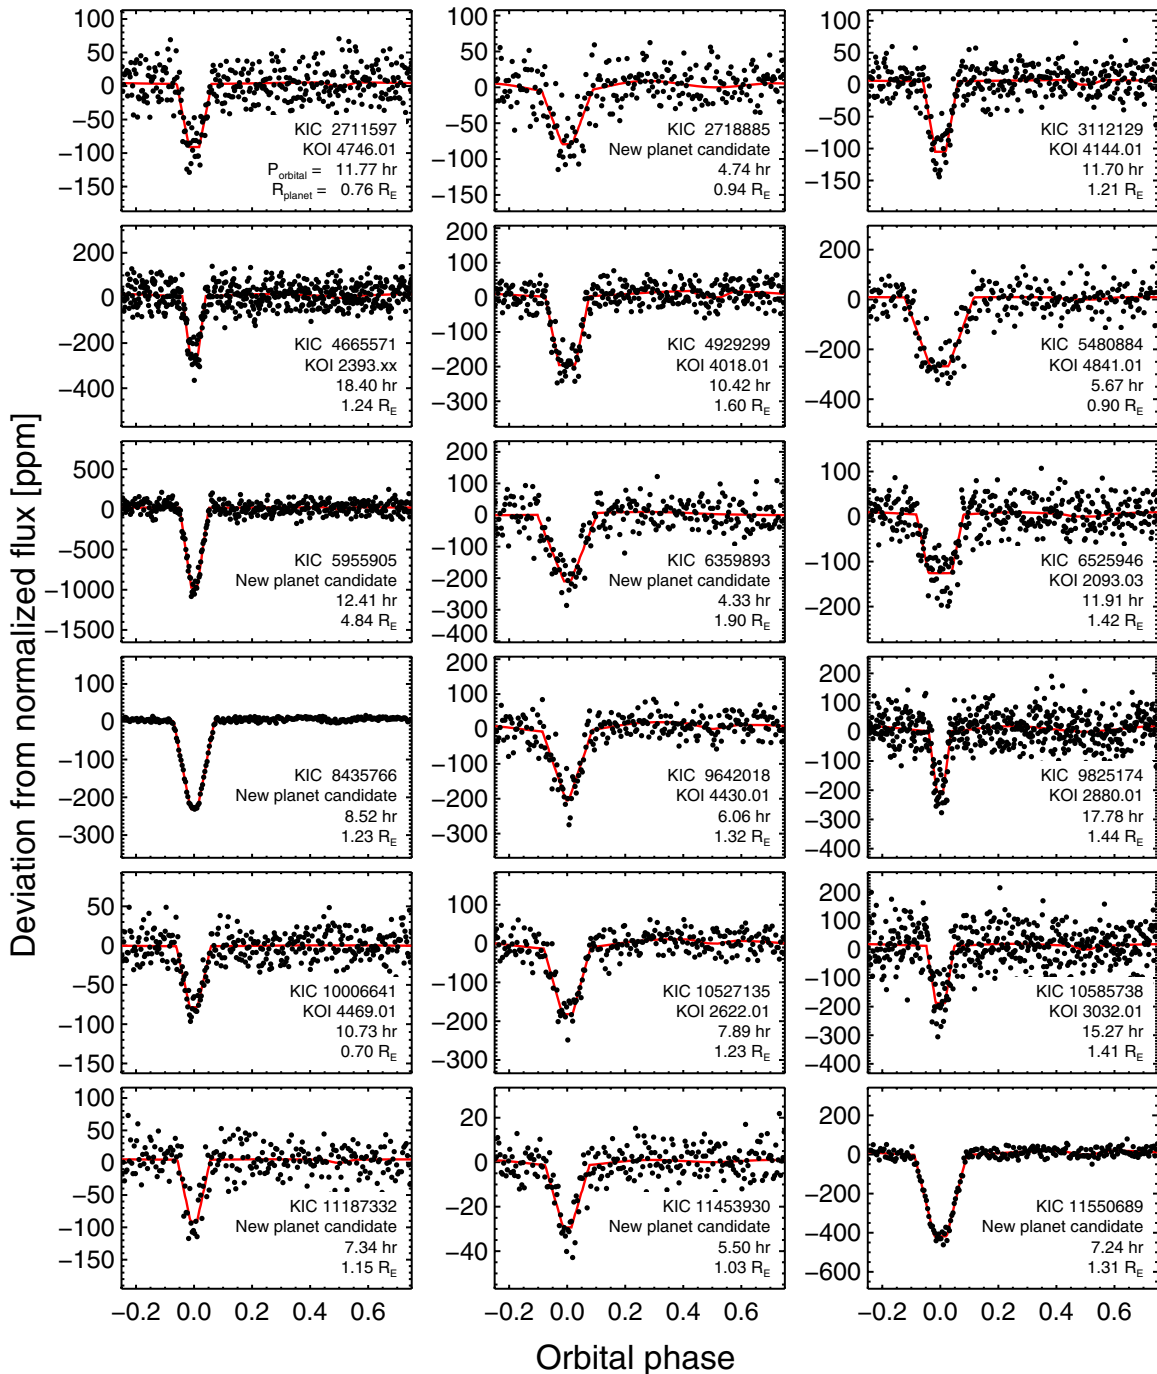 Deviation from normalized flux [ppm]
100
50
0
−50
−100
−150
KIC 2711597
KOI 4746.01
P_orbital = 11.77 hr
R_planet = 0.76 R_E
100
50
0
−50
−100
−150
KIC 2718885
New planet candidate
4.74 hr
0.94 R_E
100
50
0
−50
−100
−150
KIC 3112129
KOI 4144.01
11.70 hr
1.21 R_E
200
0
−200
−400
KIC 4665571
KOI 2393.xx
18.40 hr
1.24 R_E
200
100
0
−100
−200
−300
KIC 4929299
KOI 4018.01
10.42 hr
1.60 R_E
200
0
−200
−400
KIC 5480884
KOI 4841.01
5.67 hr
0.90 R_E
500
0
−500
−1000
−1500
KIC 5955905
New planet candidate
12.41 hr
4.84 R_E
200
100
0
−100
−200
−300
−400
KIC 6359893
New planet candidate
4.33 hr
1.90 R_E
100
0
−100
−200
KIC 6525946
KOI 2093.03
11.91 hr
1.42 R_E
100
0
−100
−200
−300
KIC 8435766
New planet candidate
8.52 hr
1.23 R_E
200
100
0
−100
−200
−300
KIC 9642018
KOI 4430.01
6.06 hr
1.32 R_E
200
100
0
−100
−200
−300
−400
KIC 9825174
KOI 2880.01
17.78 hr
1.44 R_E
50
0
−50
−100
−150
KIC 10006641
KOI 4469.01
10.73 hr
0.70 R_E
100
0
−100
−200
−300
KIC 10527135
KOI 2622.01
7.89 hr
1.23 R_E
200
100
0
−100
−200
−300
−400
KIC 10585738
KOI 3032.01
15.27 hr
1.41 R_E
100
50
0
−50
−100
−150
KIC 11187332
New planet candidate
7.34 hr
1.15 R_E
20
0
−20
−40
KIC 11453930
New planet candidate
5.50 hr
1.03 R_E
200
0
−200
−400
−600
KIC 11550689
New planet candidate
7.24 hr
1.31 R_E
−0.2 0.0 0.2 0.4 0.6
−0.2 0.0 0.2 0.4 0.6
−0.2 0.0 0.2 0.4 0.6
Orbital phase